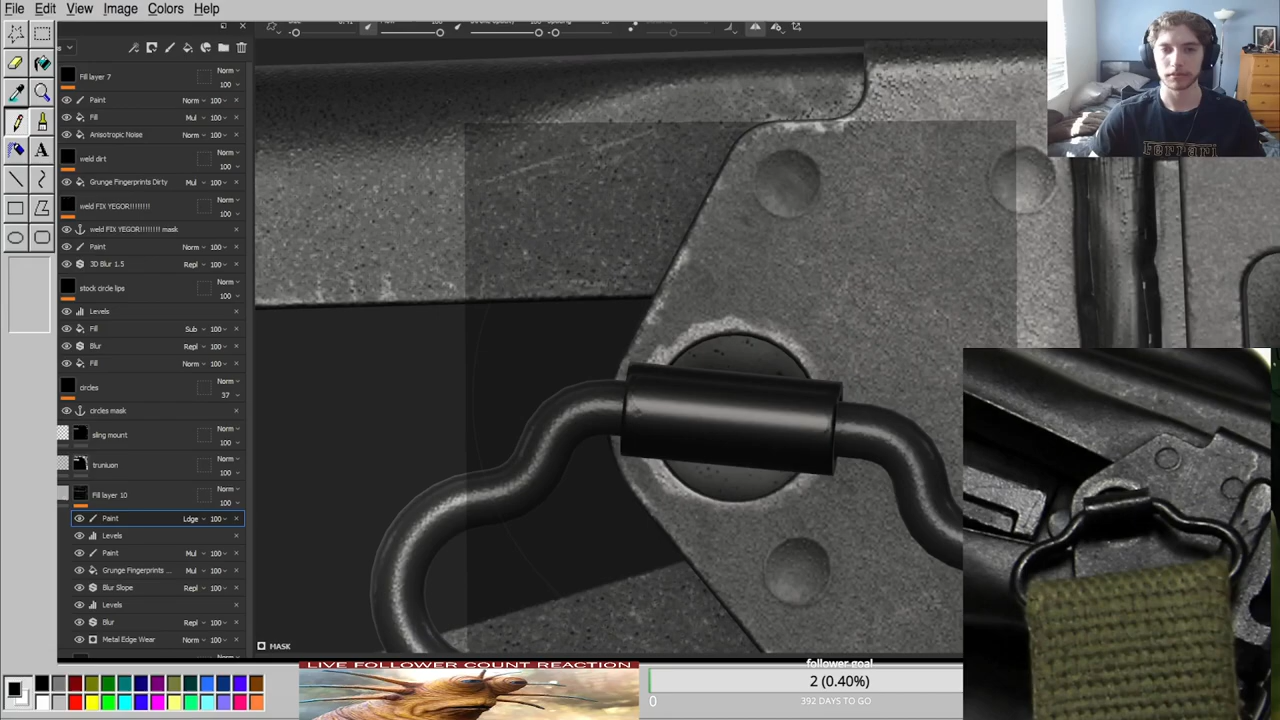 File Edit View Image Colors Help
Fill layer 7 Norm 100
Paint Norm 100
Fill Mul 100
Anisotropic Noise Norm 100
weld dirt Norm 100
Grunge Fingerprints Dirty Mul 100
weld FIX YEGOR!!!!!!!! Norm 100
weld FIX YEGOR!!!!!!!! mask
Paint Norm 100
3D Blur 1.5 Repl 100
stock circle lips Norm 100
Levels
Fill Sub 100
Blur Repl 100
Fill Norm 100
circles Norm 37
circles mask
sling mount Norm 100
trunuon Norm 100
Fill layer 10 Norm 100
Paint Ldge 100
Levels
Paint Mul 100
Grunge Fingerprints ... Mul 100
Blur Slope Repl 100
Levels
Blur Repl 100
Metal Edge Wear Norm 100
MASK
A
Ferrari
LIVE FOLLOWER COUNT REACTION
follower goal
2 (0.40%)
0
392 DAYS TO GO